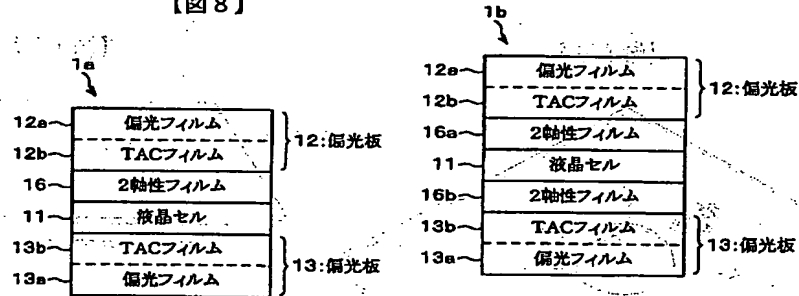 【図8】
1a
12a 偏光フィルム
12b TACフィルム
12:偏光板
16 2軸性フィルム
11 液晶セル
13b TACフィルム
13a 偏光フィルム
13:偏光板
1b
12a 偏光フィルム
12b TACフィルム
12:偏光板
16a 2軸性フィルム
11 液晶セル
16b 2軸性フィルム
13b TACフィルム
13a 偏光フィルム
13:偏光板